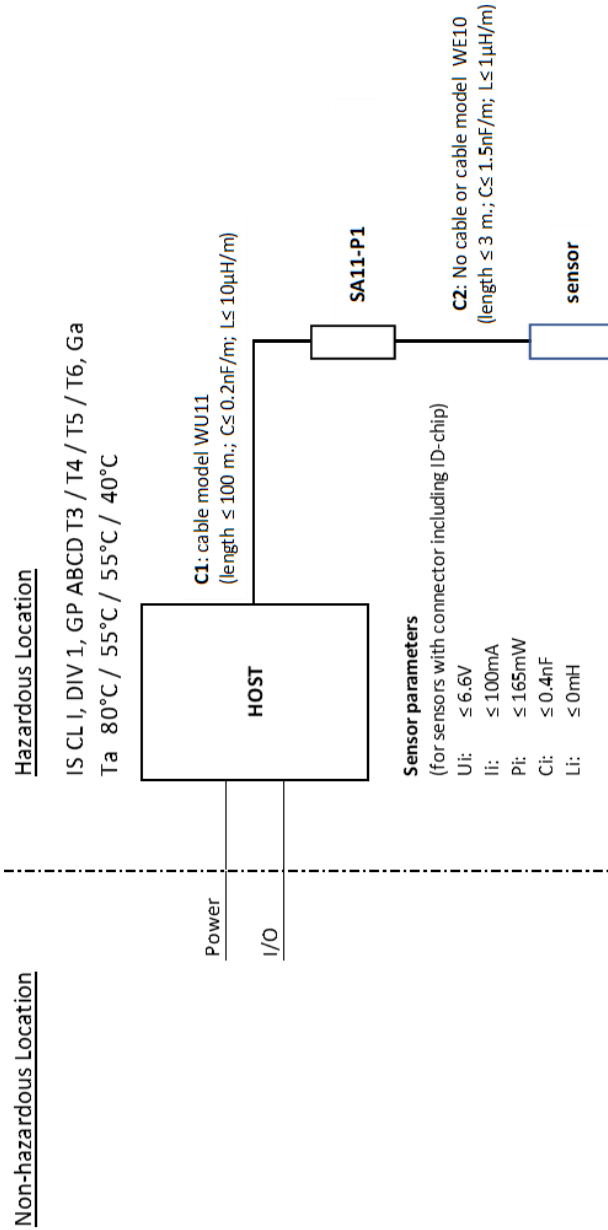 Non-hazardous Location
Hazardous Location
IS CL I, DIV 1, GP ABCD T3 / T4 / T5 / T6, Ga
Ta 80°C / 55°C / 55°C / 40°C
Power
I/O
HOST
C1: cable model WU11
(length ≤ 100 m.; C≤ 0.2nF/m; L≤ 10µH/m)
SA11-P1
C2: No cable or cable model WE10
(length ≤ 3 m.; C≤ 1.5nF/m; L≤ 1µH/m)
sensor
Sensor parameters
(for sensors with connector including ID-chip)
Ui: ≤ 6.6V
Ii: ≤ 100mA
Pi: ≤ 165mW
Ci: ≤ 0.4nF
Li: ≤ 0mH